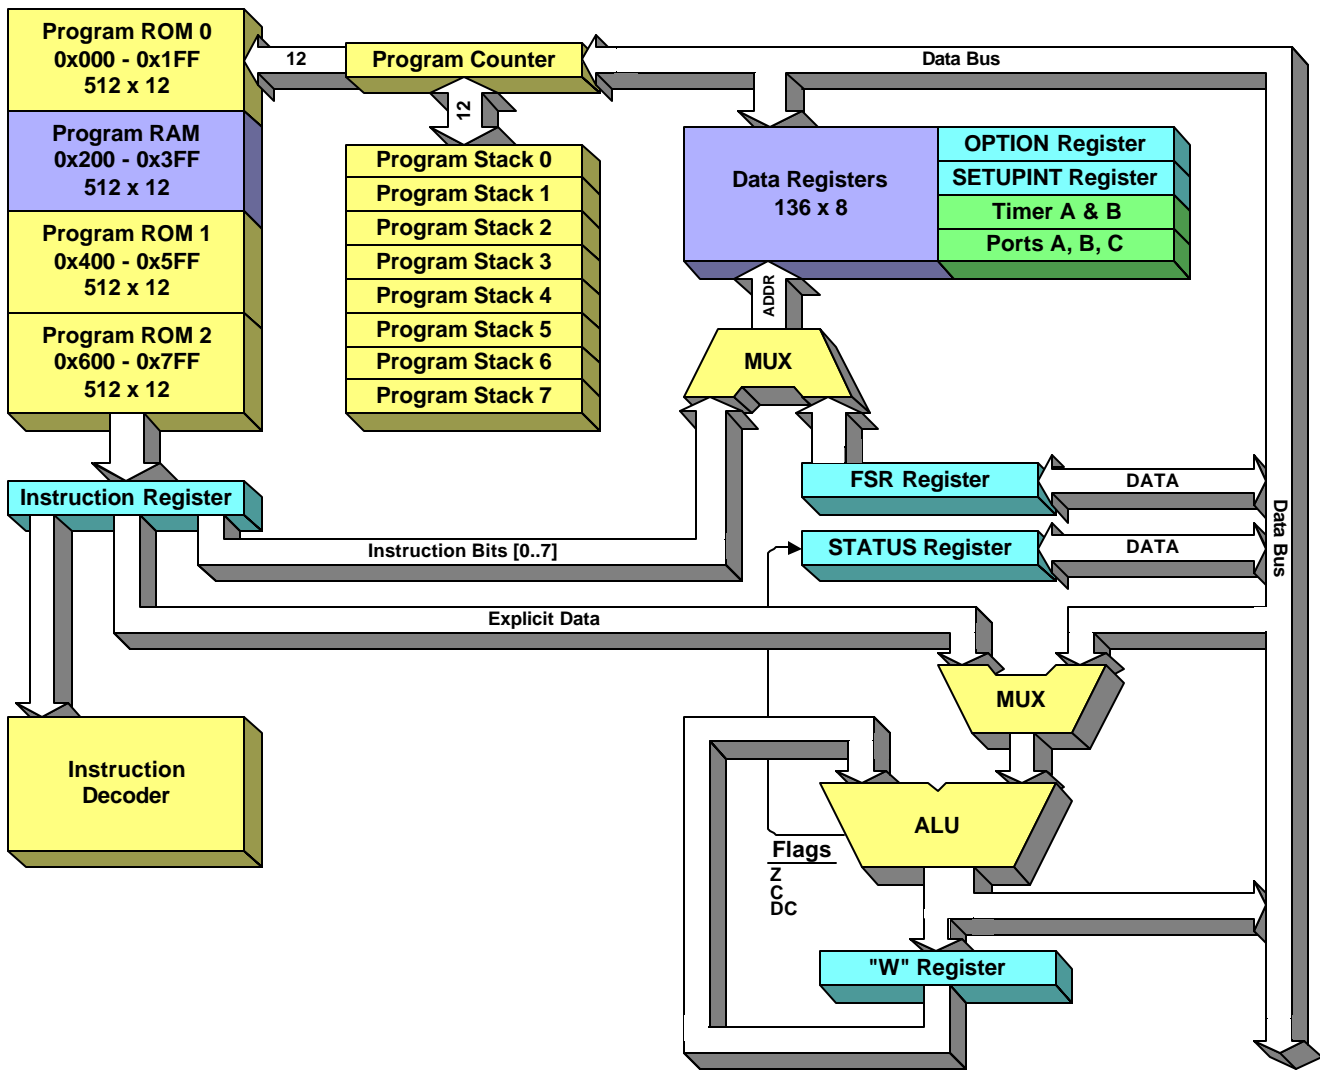 Program ROM 0
0x000 - 0x1FF
512 x 12
Program RAM
0x200 - 0x3FF
512 x 12
Program ROM 1
0x400 - 0x5FF
512 x 12
Program ROM 2
0x600 - 0x7FF
512 x 12
12
Program Counter
Data Bus
12
Program Stack 0
Program Stack 1
Program Stack 2
Program Stack 3
Program Stack 4
Program Stack 5
Program Stack 6
Program Stack 7
Data Registers
136 x 8
OPTION Register
SETUPINT Register
Timer A & B
Ports A, B, C
ADDR
MUX
Instruction Register
FSR Register
DATA
Instruction Bits [0..7]
STATUS Register
DATA
Data Bus
Explicit Data
MUX
Instruction
Decoder
ALU
Flags
Z
C
DC
"W" Register